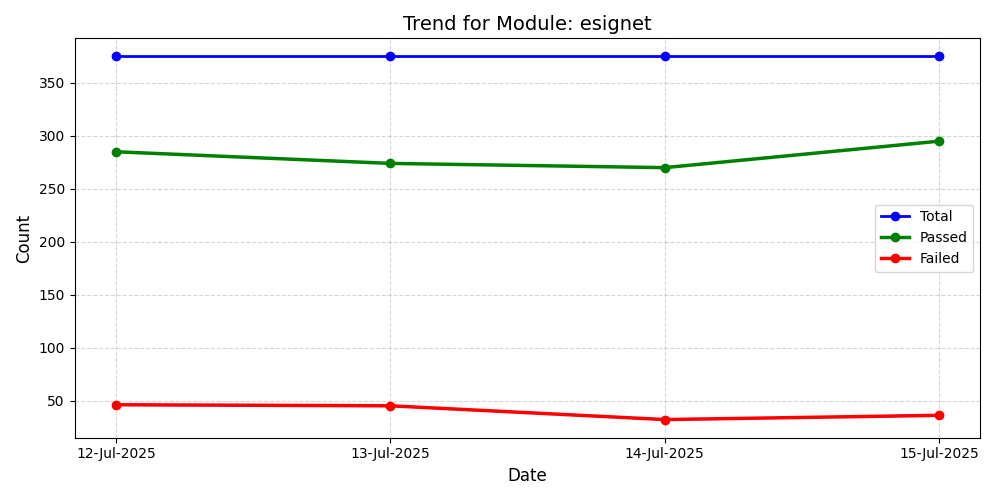 Trend for Module: esignet
350
300
250
200
150
100
50
Count
Total
Passed
Failed
12-Jul-2025 13-Jul-2025 14-Jul-2025 15-Jul-2025
Date